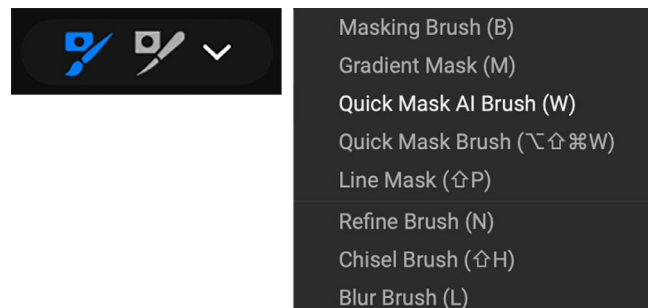 Masking Brush (B)
Gradient Mask (M)
Quick Mask AI Brush (W)
Quick Mask Brush (⌥⇧⌘W)
Line Mask (⇧P)
Refine Brush (N)
Chisel Brush (⇧H)
Blur Brush (L)